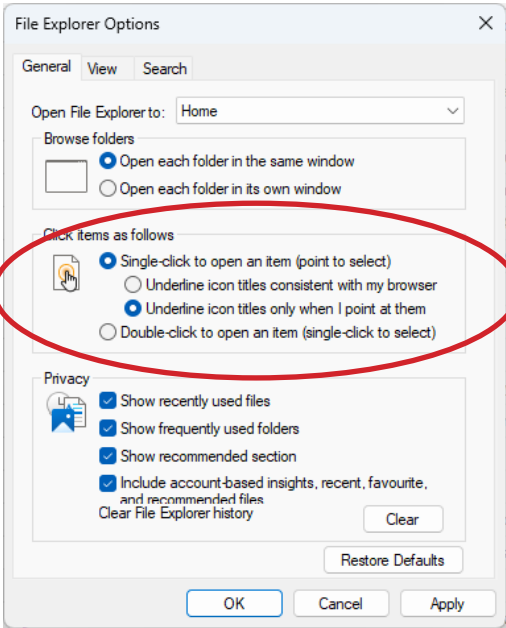 File Explorer Options
General View Search
Open File Explorer to: Home
Browse folders
Open each folder in the same window
Open each folder in its own window
Click items as follows
Single-click to open an item (point to select)
Underline icon titles consistent with my browser
Underline icon titles only when I point at them
Double-click to open an item (single-click to select)
Privacy
Show recently used files
Show frequently used folders
Show recommended section
Include account-based insights, recent, favourite,
and recommended files
Clear File Explorer history Clear
Restore Defaults
OK Cancel Apply